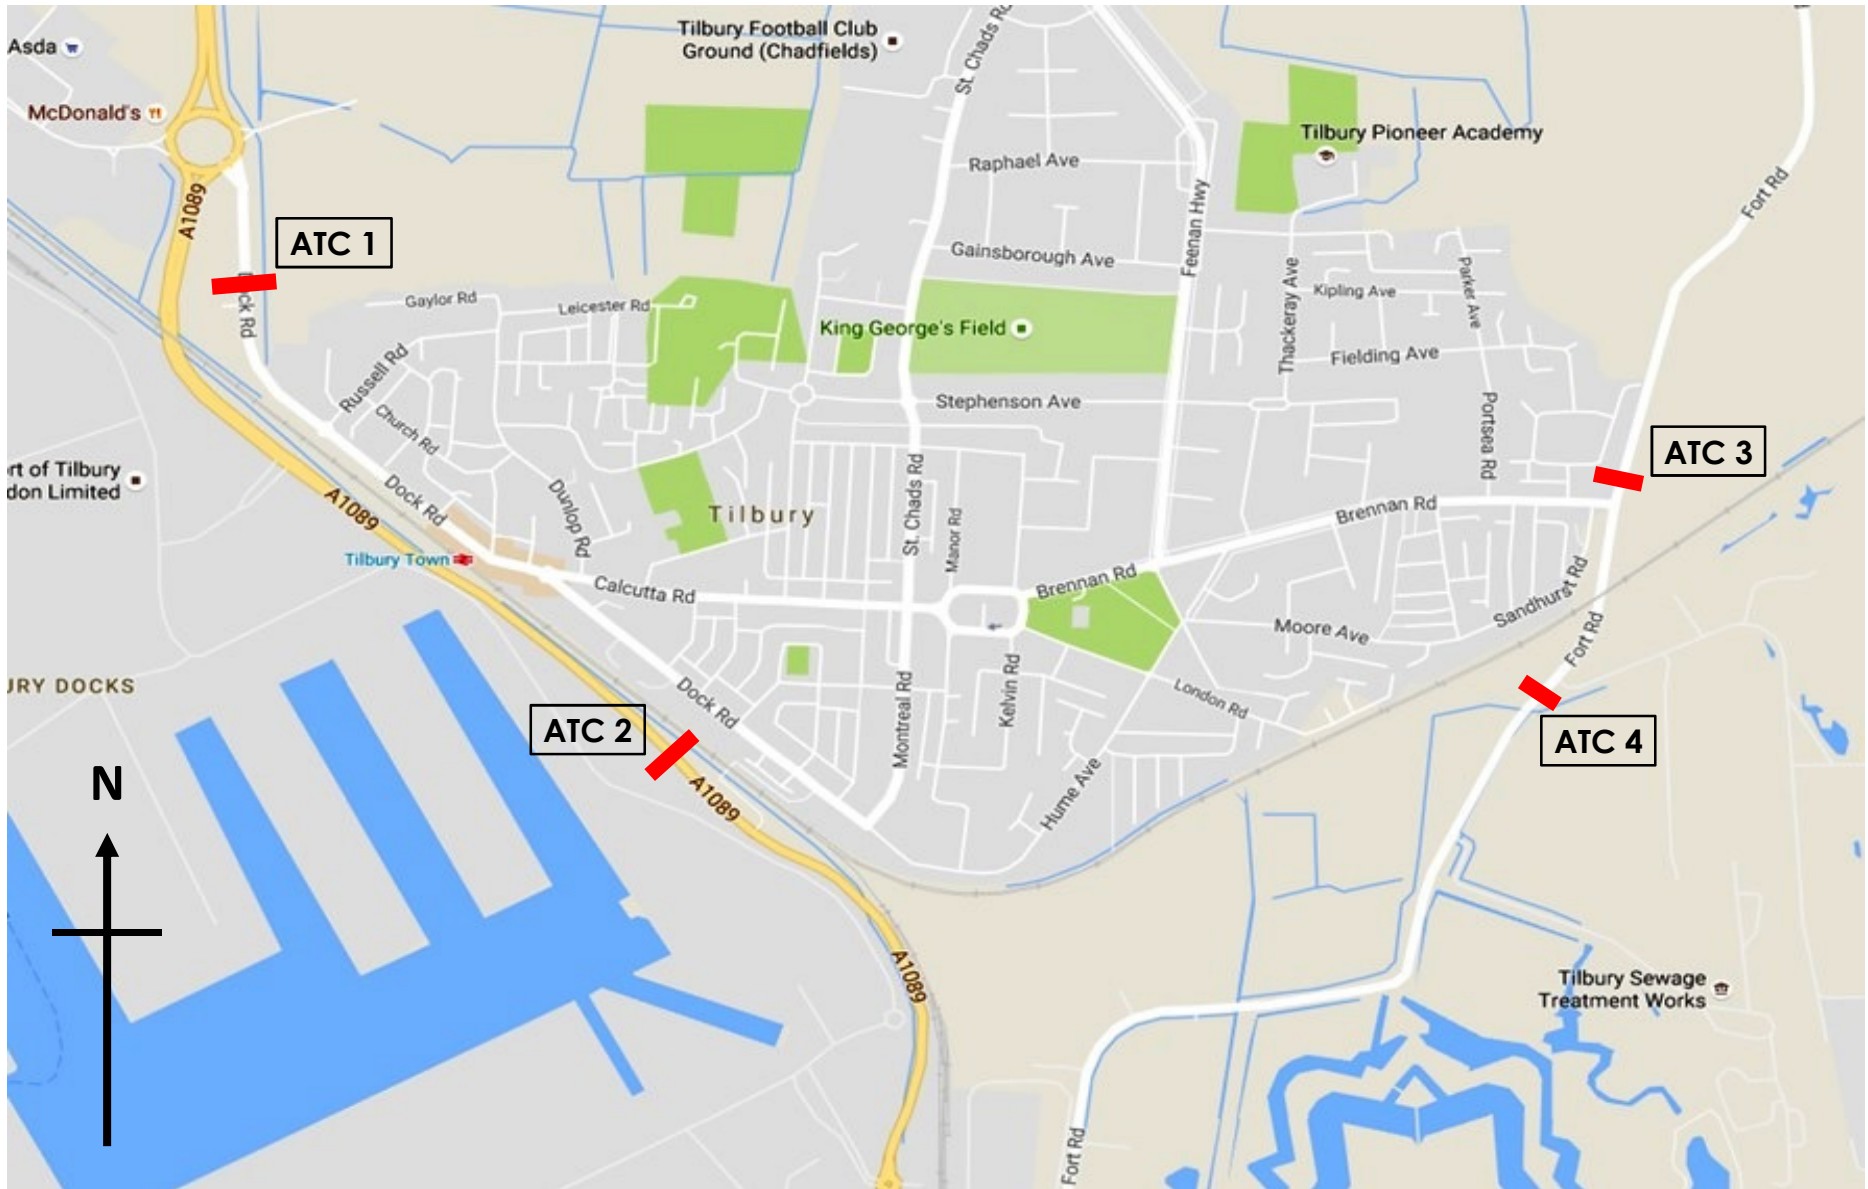 Asda
McDonald's
Tilbury Football Club
Ground (Chadfields)
St. Chads Rd
Tilbury Pioneer Academy
Raphael Ave
A1089
ATC 1
Feenan Hwy
Fort Rd
Gainsborough Ave
Dock Rd
Gaylor Rd
Leicester Rd
King George's Field
Thackeray Ave
Kipling Ave
Parker Ave
Fielding Ave
Russell Rd
Church Rd
Stephenson Ave
Portsea Rd
ATC 3
rt of Tilbury
don Limited
Dock Rd
A1089
Dunlop Rd
Tilbury
St. Chads Rd
Manor Rd
Brennan Rd
Tilbury Town
Calcutta Rd
Brennan Rd
Sandhurst Rd
Moore Ave
Fort Rd
URY DOCKS
Dock Rd
Montreal Rd
Kelvin Rd
London Rd
ATC 2
ATC 4
A1089
Hume Ave
N
A1089
Tilbury Sewage
Treatment Works
Fort Rd